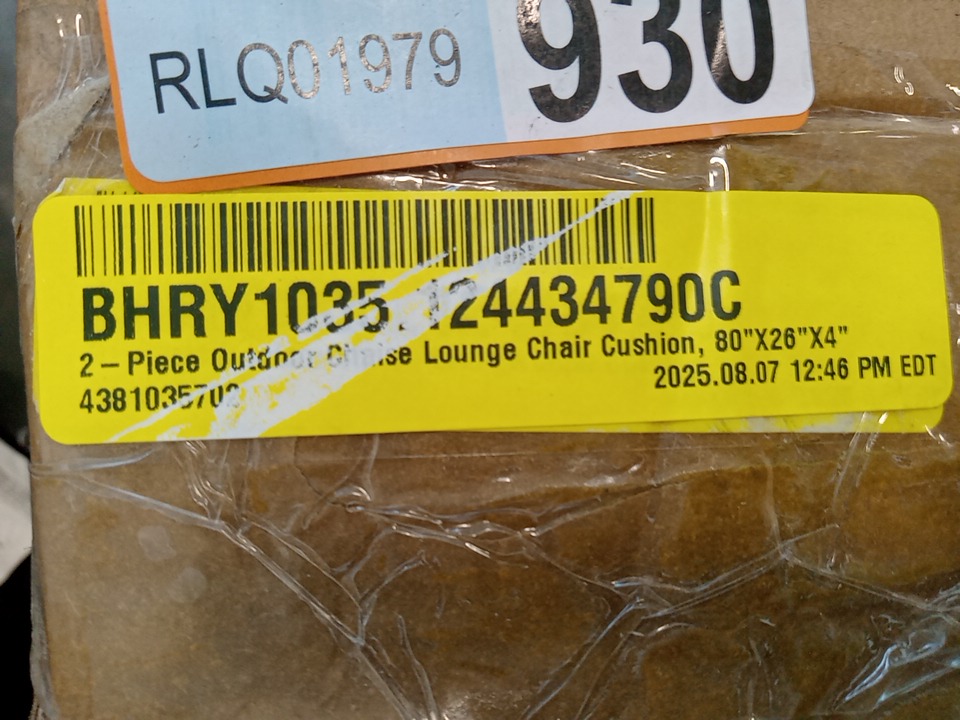 RLQ01979
930
BHRY1035.124434790C
2-Piece Outdoor Chaise Lounge Chair Cushion, 80"X26"X4"
4381035702
2025.08.07 12:46 PM EDT